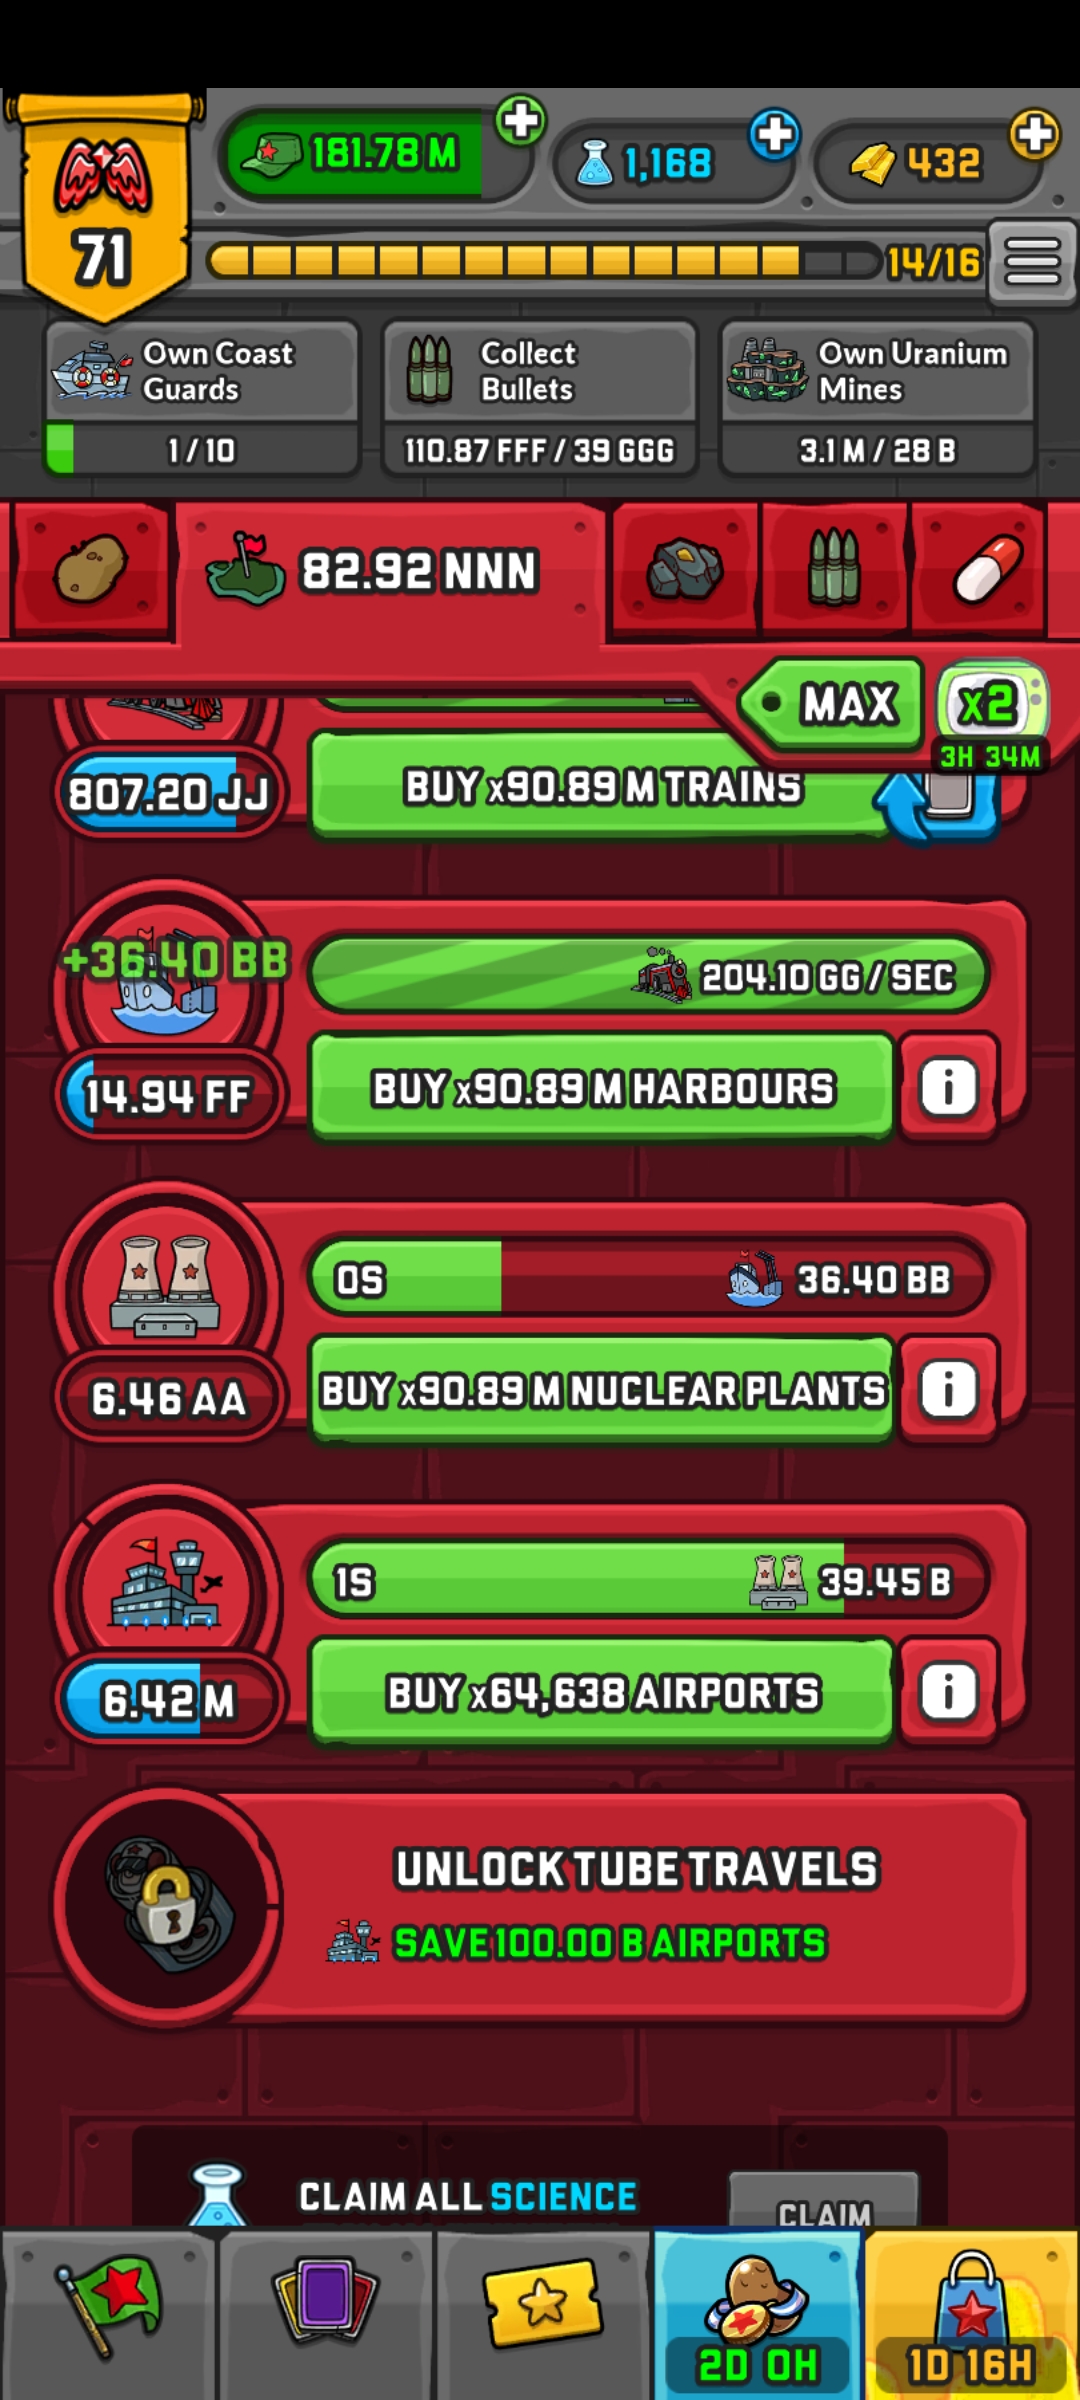 181.78 M
1,168
432
71
14/16
Own Coast
Guards
1 / 10
Collect
Bullets
110.87 FFF / 39 GGG
Own Uranium
Mines
3.1 M / 28 B
82.92 NNN
MAX
x2
3H 34M
807.20 JJ
BUY x90.89 M TRAINS
+36.40 BB
204.10 GG / SEC
14.94 FF
BUY x90.89 M HARBOURS
i
0S
36.40 BB
6.46 AA
BUY x90.89 M NUCLEAR PLANTS
i
1S
39.45 B
6.42 M
BUY x64,638 AIRPORTS
i
UNLOCK TUBE TRAVELS
SAVE 100.00 B AIRPORTS
CLAIM ALL SCIENCE
CLAIM
2D 0H
1D 16H